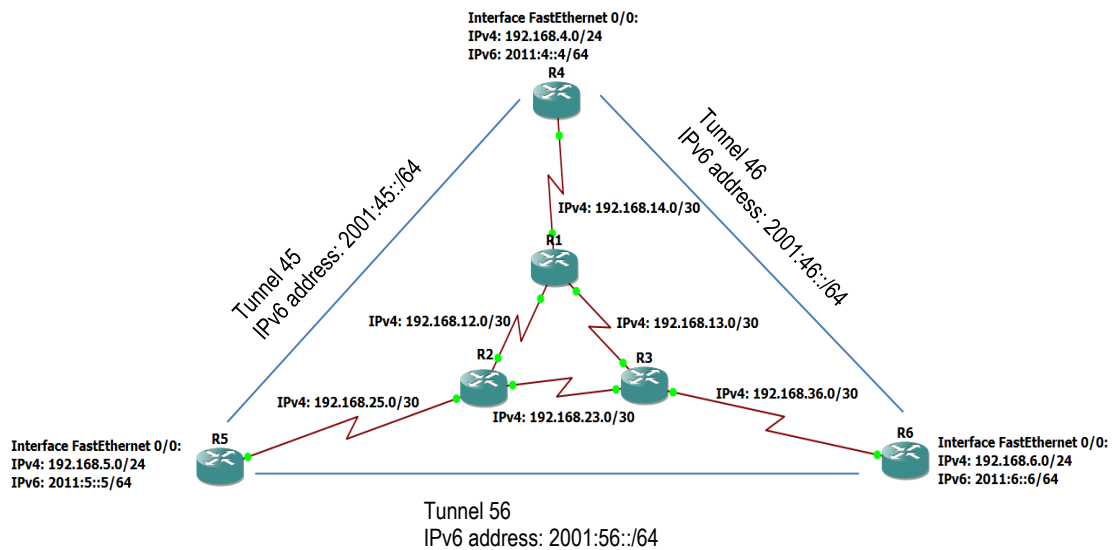 Interface FastEthernet 0/0:
IPv4: 192.168.4.0/24
IPv6: 2011:4::4/64
R4
Tunnel 45
IPv6 address: 2001:45::/64
Tunnel 46
IPv6 address: 2001:46::/64
IPv4: 192.168.14.0/30
R1
IPv4: 192.168.12.0/30
IPv4: 192.168.13.0/30
R2
R3
IPv4: 192.168.25.0/30
IPv4: 192.168.23.0/30
IPv4: 192.168.36.0/30
Interface FastEthernet 0/0:
IPv4: 192.168.5.0/24
IPv6: 2011:5::5/64
R5
R6
Interface FastEthernet 0/0:
IPv4: 192.168.6.0/24
IPv6: 2011:6::6/64
Tunnel 56
IPv6 address: 2001:56::/64